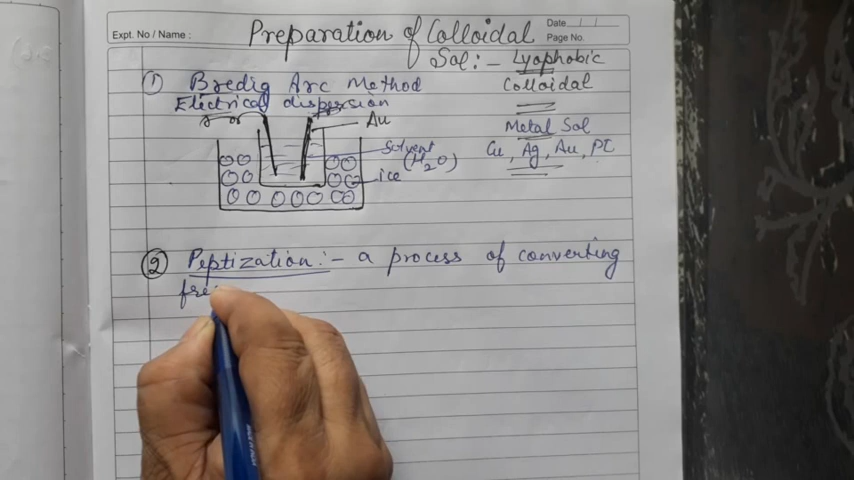 Expt. No / Name :
Preparation of Colloidal
Date / /
Page No.
Sol:- Lyophobic
Colloidal
① Bredig Arc Method
Electrical dispersion
Metal Sol
Cu, Ag, Au, Pt
Au
Solvent
(H₂O)
ice
② Peptization:- a process of converting